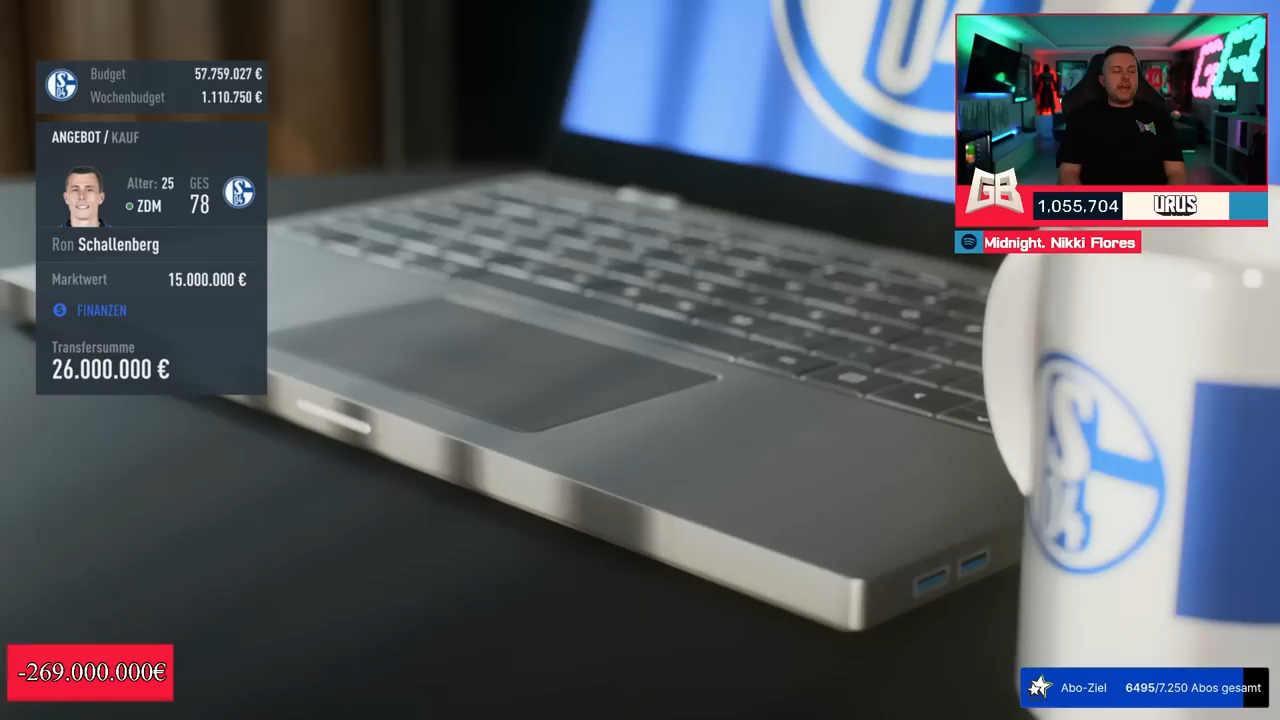 Budget 57.759.027 €
Wochenbudget 1.110.750 €
ANGEBOT / KAUF
Alter: 25 GES
ZDM 78
Ron Schallenberg
Marktwert 15.000.000 €
$ FINANZEN
Transfersumme
26.000.000 €
-269.000.000€
GB
1,055,704 URUS
Midnight. Nikki Flores
Abo-Ziel 6495/7.250 Abos gesamt